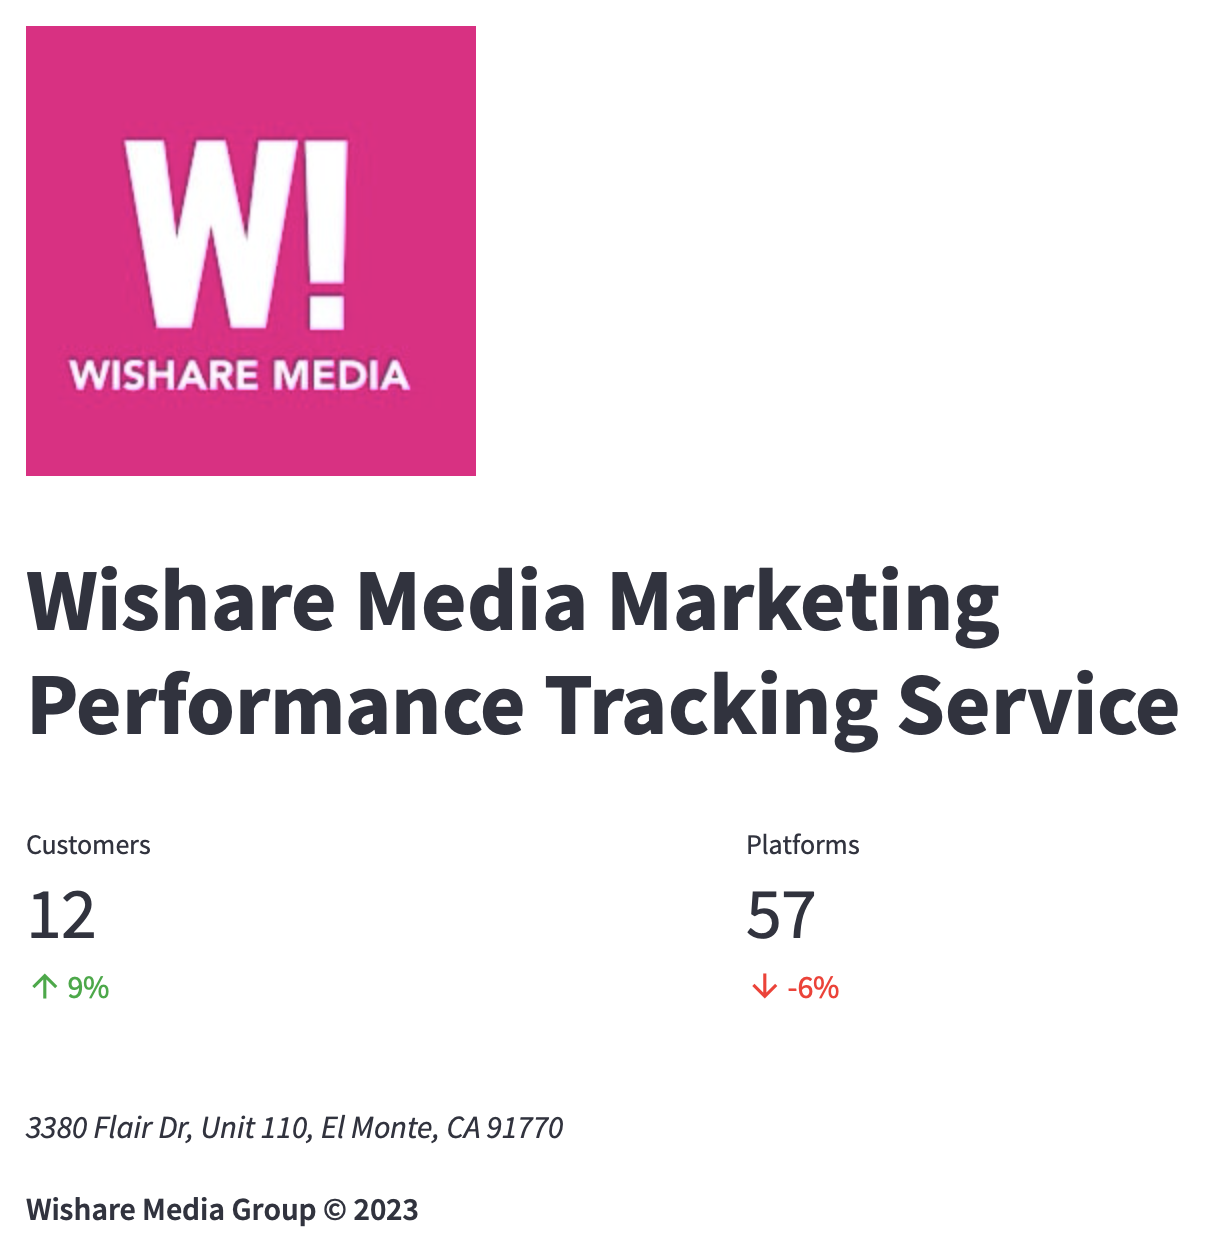 W!
WISHARE MEDIA
Wishare Media Marketing
Performance Tracking Service
Customers
12
↑ 9%
Platforms
57
↓ -6%
3380 Flair Dr, Unit 110, El Monte, CA 91770
Wishare Media Group © 2023